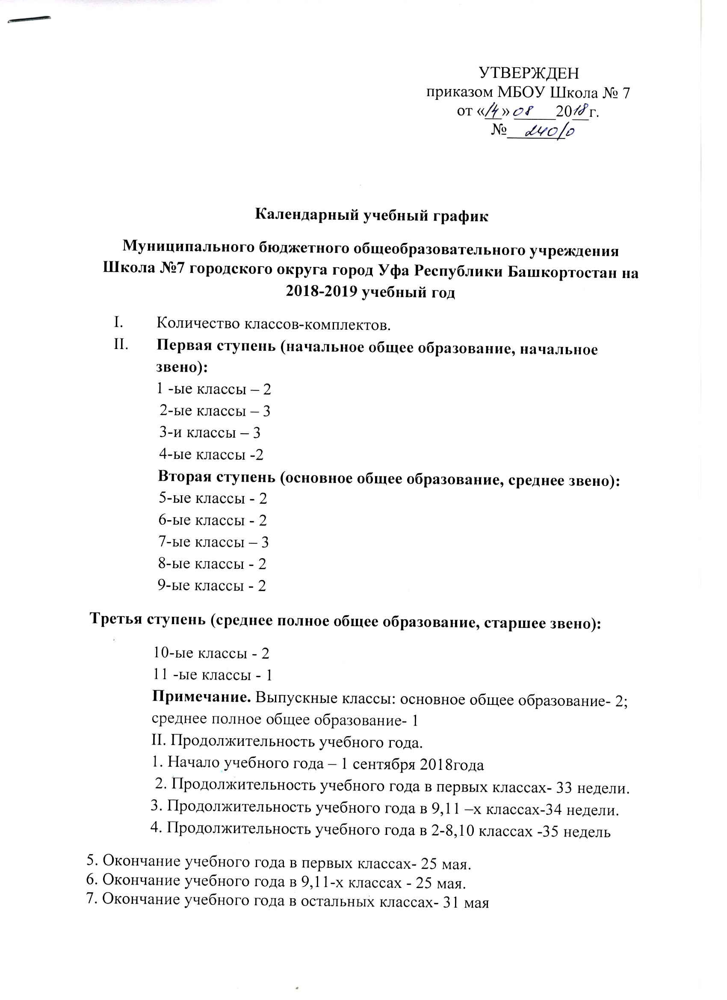 УТВЕРЖДЕН
приказом МБОУ Школа № 7
от «14» 08 2018г.
№ 240/0
Календарный учебный график
Муниципального бюджетного общеобразовательного учреждения
Школа №7 городского округа город Уфа Республики Башкортостан на
2018-2019 учебный год
I. Количество классов-комплектов.
II. Первая ступень (начальное общее образование, начальное
звено):
1 -ые классы – 2
2-ые классы – 3
3-и классы – 3
4-ые классы -2
Вторая ступень (основное общее образование, среднее звено):
5-ые классы - 2
6-ые классы - 2
7-ые классы – 3
8-ые классы - 2
9-ые классы - 2
Третья ступень (среднее полное общее образование, старшее звено):
10-ые классы - 2
11 -ые классы - 1
Примечание. Выпускные классы: основное общее образование- 2;
среднее полное общее образование- 1
II. Продолжительность учебного года.
1. Начало учебного года – 1 сентября 2018года
2. Продолжительность учебного года в первых классах- 33 недели.
3. Продолжительность учебного года в 9,11 –х классах-34 недели.
4. Продолжительность учебного года в 2-8,10 классах -35 недель
5. Окончание учебного года в первых классах- 25 мая.
6. Окончание учебного года в 9,11-х классах - 25 мая.
7. Окончание учебного года в остальных классах- 31 мая